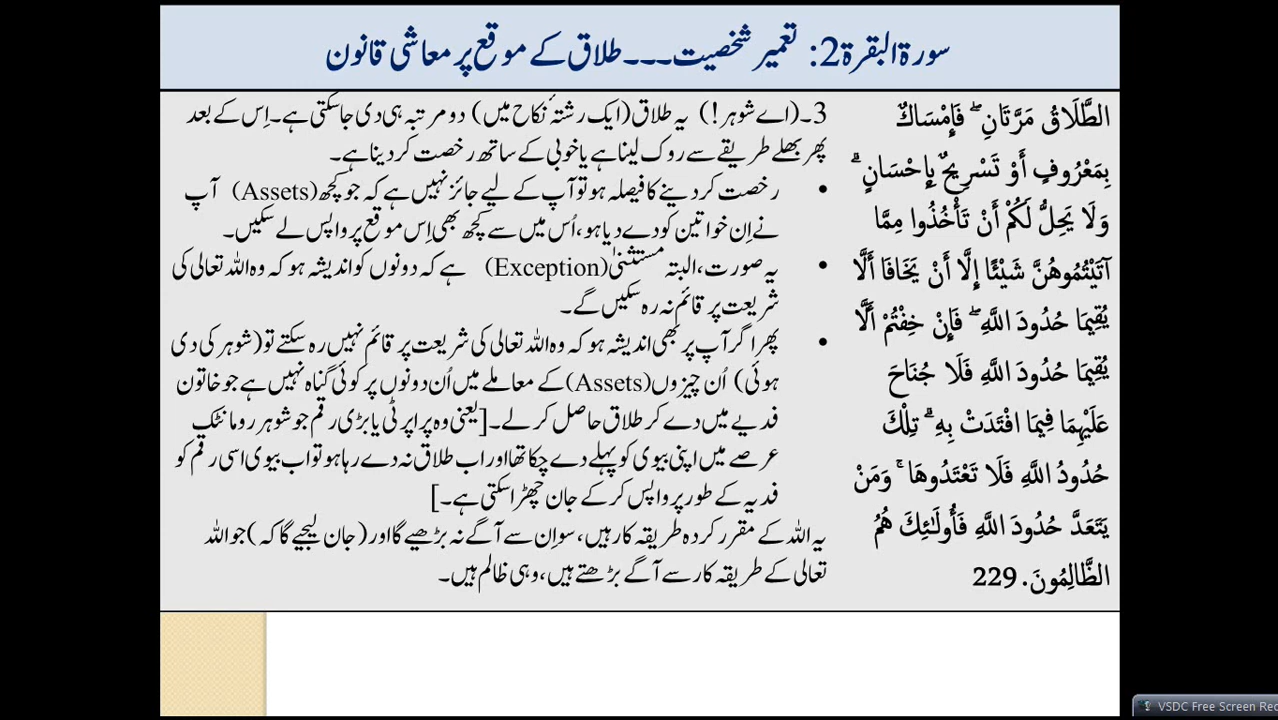 سورۃ البقرۃ 2: تعمیر شخصیت۔۔۔ طلاق کے موقع پر معاشی قانون
الطَّلَاقُ مَرَّتَانِ ۖ فَإِمْسَاكٌ
بِمَعْرُوفٍ أَوْ تَسْرِيحٌ بِإِحْسَانٍ ۗ
وَلَا يَحِلُّ لَكُمْ أَنْ تَأْخُذُوا مِمَّا
آتَيْتُمُوهُنَّ شَيْئًا إِلَّا أَنْ يَخَافَا أَلَّا
يُقِيمَا حُدُودَ اللَّهِ ۖ فَإِنْ خِفْتُمْ أَلَّا
يُقِيمَا حُدُودَ اللَّهِ فَلَا جُنَاحَ
عَلَيْهِمَا فِيمَا افْتَدَتْ بِهِ ۗ تِلْكَ
حُدُودُ اللَّهِ فَلَا تَعْتَدُوهَا ۚ وَمَنْ
يَتَعَدَّ حُدُودَ اللَّهِ فَأُولَٰئِكَ هُمُ
الظَّالِمُونَ. 229
3۔ (اے شوہر!) یہ طلاق (ایک رشتۂ نکاح میں) دو مرتبہ ہی دی جا سکتی ہے۔ اِس کے بعد
پھر بھلے طریقے سے روک لینا ہے یا خوبی کے ساتھ رخصت کر دینا ہے۔
• رخصت کر دینے کا فیصلہ ہو تو آپ کے لیے جائز نہیں ہے کہ جو کچھ (Assets) آپ
نے اِن خواتین کو دے دیا ہو، اُس میں سے کچھ بھی اِس موقع پر واپس لے سکیں۔
• یہ صورت، البتہ مستثنیٰ (Exception) ہے کہ دونوں کو اندیشہ ہو کہ وہ اللہ تعالی کی
شریعت پر قائم نہ رہ سکیں گے۔
• پھر اگر آپ پر بھی اندیشہ ہو کہ وہ اللہ تعالی کی شریعت پر قائم نہیں رہ سکتے تو (شوہر کی دی
ہوئی) اُن چیزوں (Assets) کے معاملے میں اُن دونوں پر کوئی گناہ نہیں ہے جو خاتون
فدیے میں دے کر طلاق حاصل کر لے۔ [یعنی وہ پراپرٹی یا بڑی رقم جو شوہر رومانٹک
عرصے میں اپنی بیوی کو پہلے دے چکا تھا اور اب طلاق نہ دے رہا ہو تو اب بیوی اسی رقم کو
فدیہ کے طور پر واپس کر کے جان چھڑا سکتی ہے۔]
یہ اللہ کے مقرر کردہ طریقہ کار ہیں، سو اِن سے آگے نہ بڑھیے گا اور (جان لیجیے گا کہ) جو اللہ
تعالی کے طریقہ کار سے آگے بڑھتے ہیں، وہی ظالم ہیں۔
VSDC Free Screen Rec